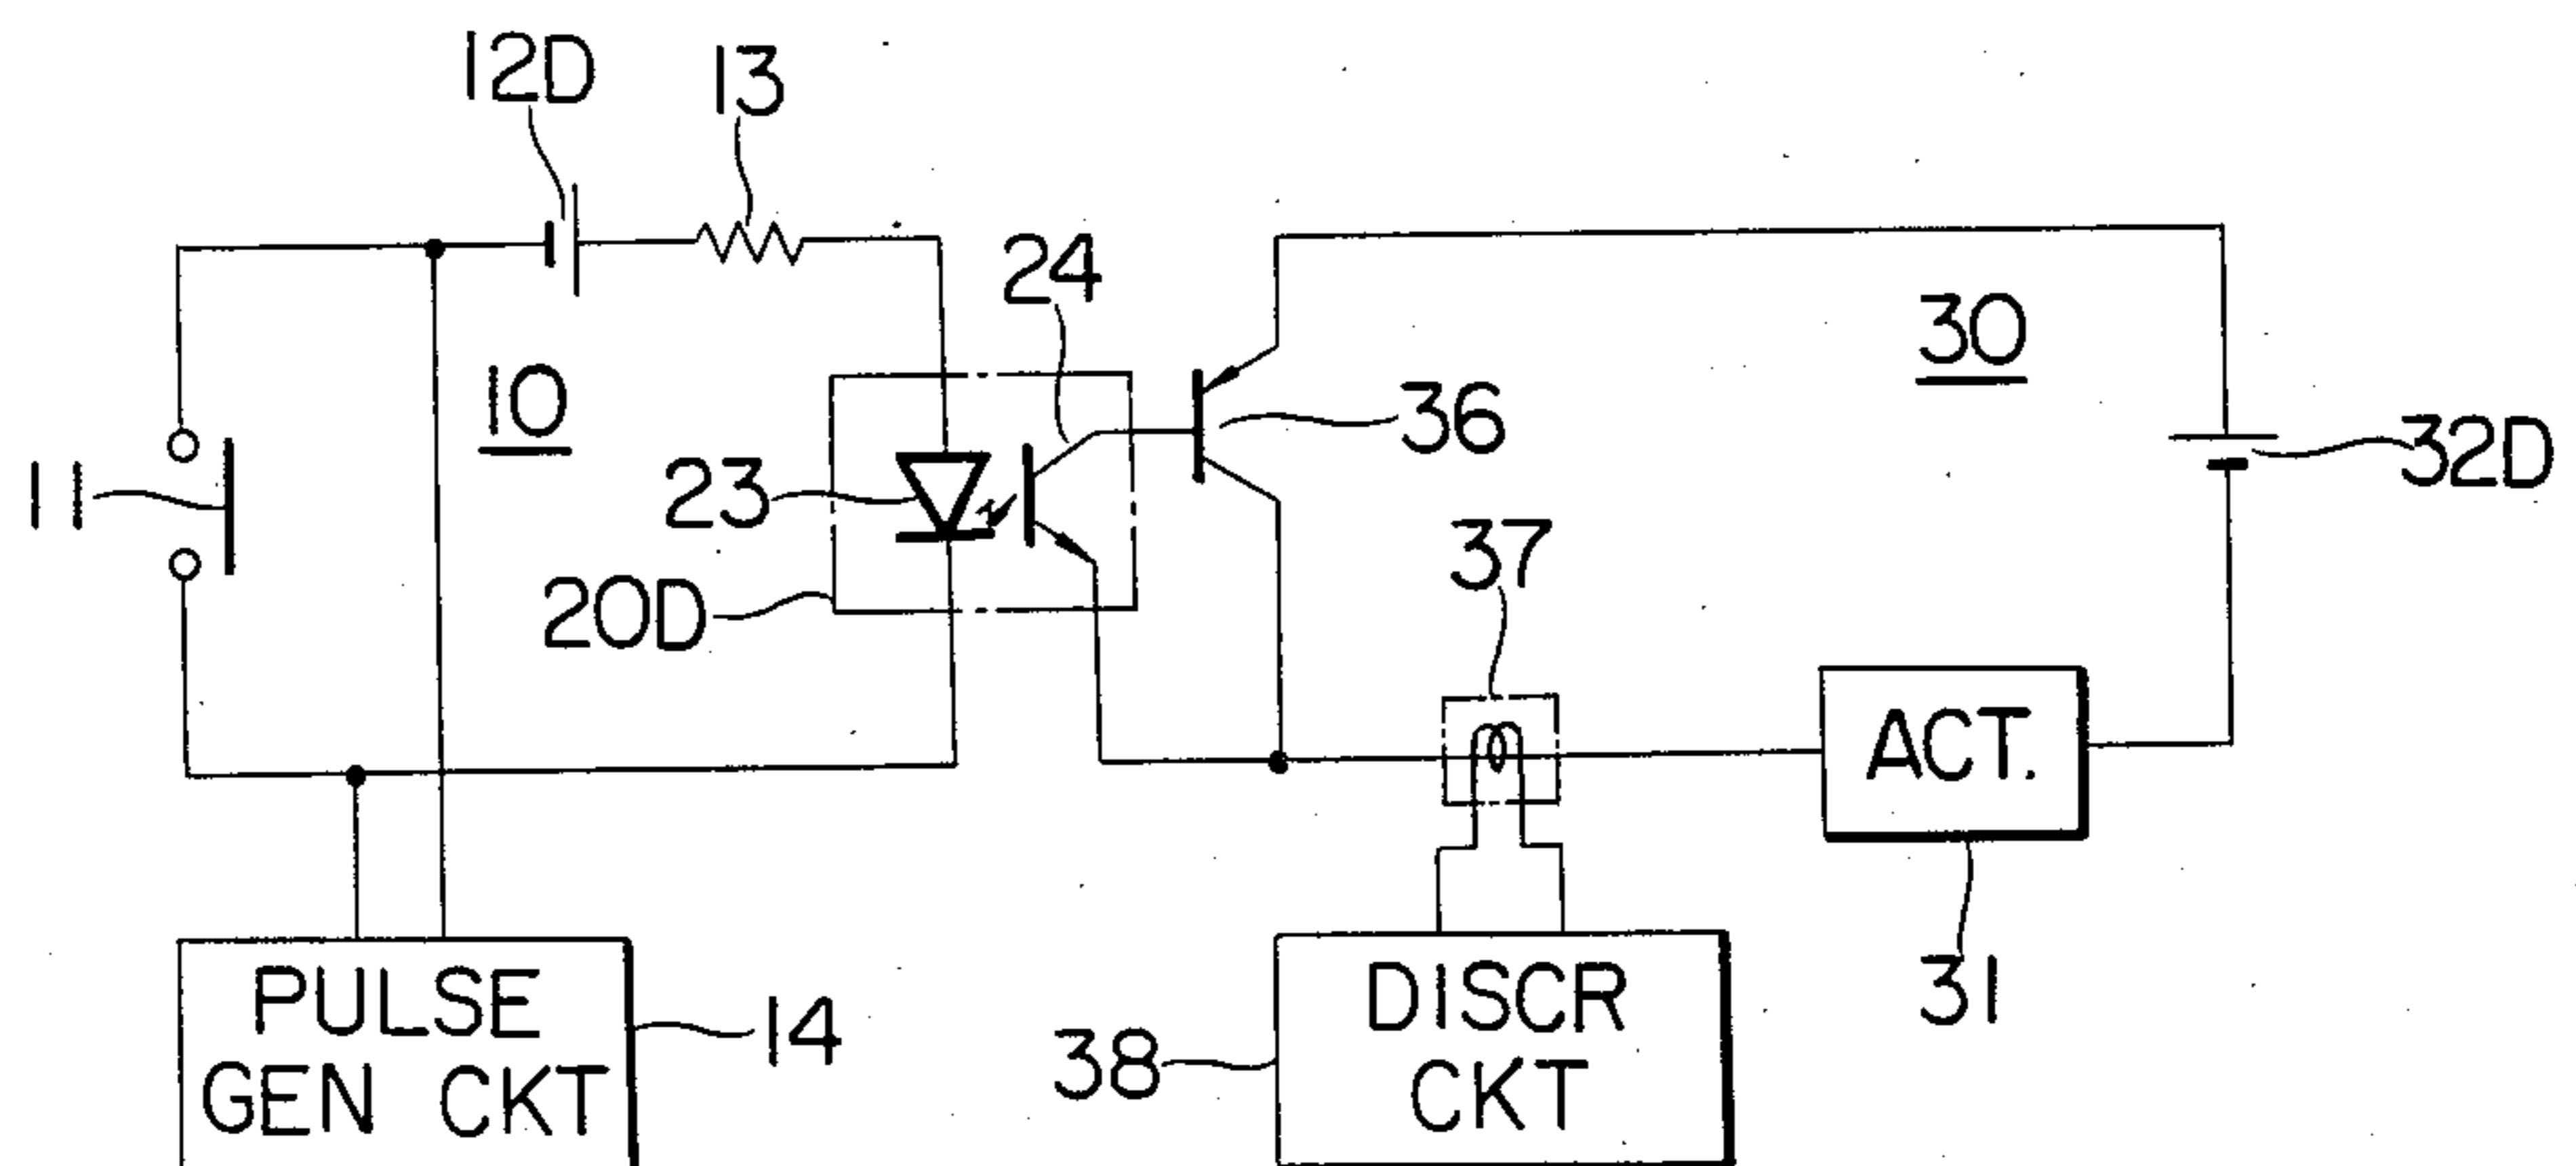 12D
13
24
30
10
36
32D
11
23
37
20D
ACT.
31
PULSE
GEN CKT
14
DISCR
CKT
38